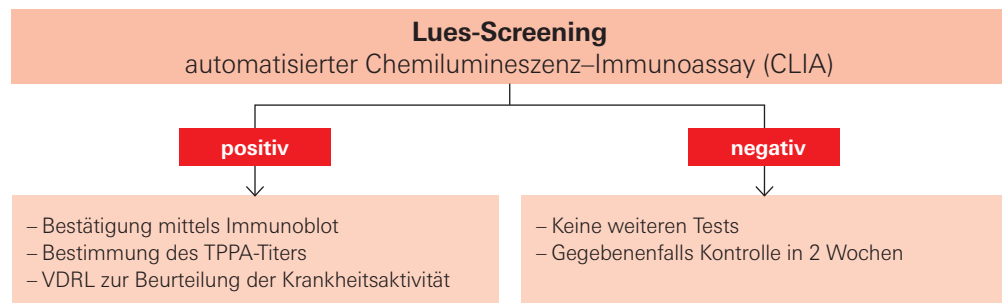 Lues-Screening
automatisierter Chemilumineszenz–Immunoassay (CLIA)
positiv
negativ
– Bestätigung mittels Immunoblot
– Bestimmung des TPPA-Titers
– VDRL zur Beurteilung der Krankheitsaktivität
– Keine weiteren Tests
– Gegebenenfalls Kontrolle in 2 Wochen